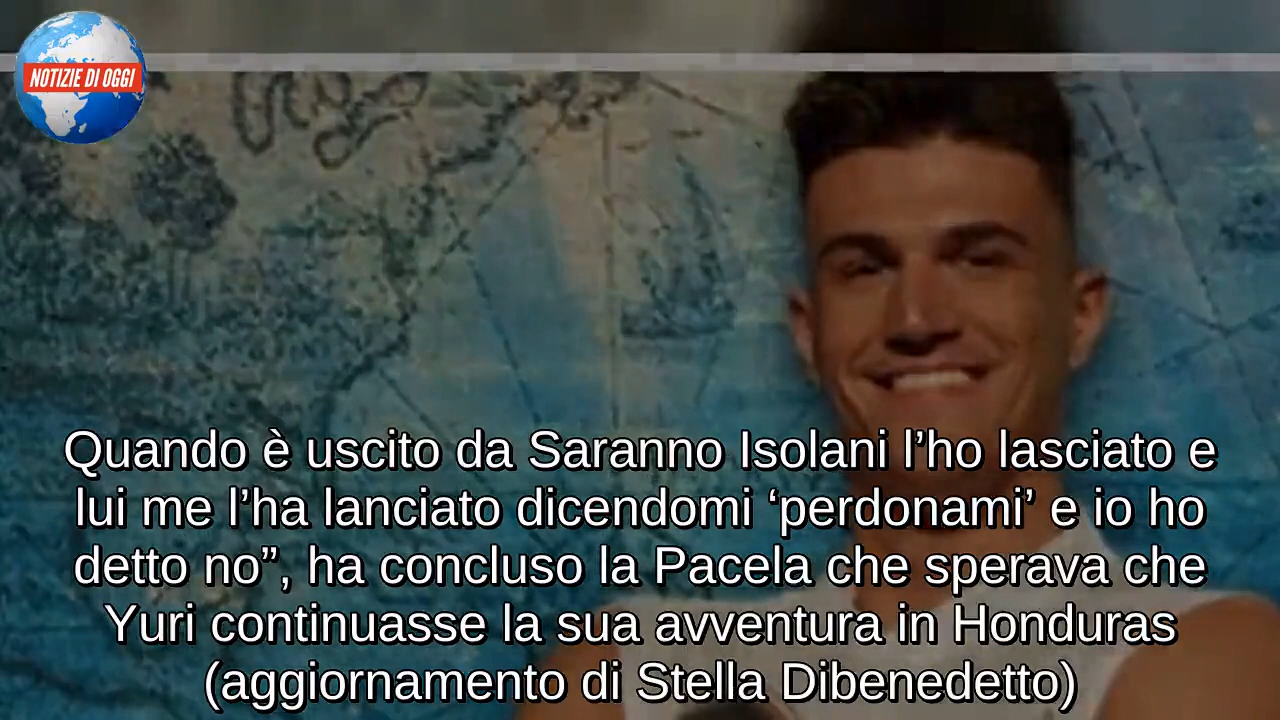 NOTIZIE DI OGGI
Quando è uscito da Saranno Isolani l’ho lasciato e
lui me l’ha lanciato dicendomi ‘perdonami’ e io ho
detto no”, ha concluso la Pacela che sperava che
Yuri continuasse la sua avventura in Honduras
(aggiornamento di Stella Dibenedetto)